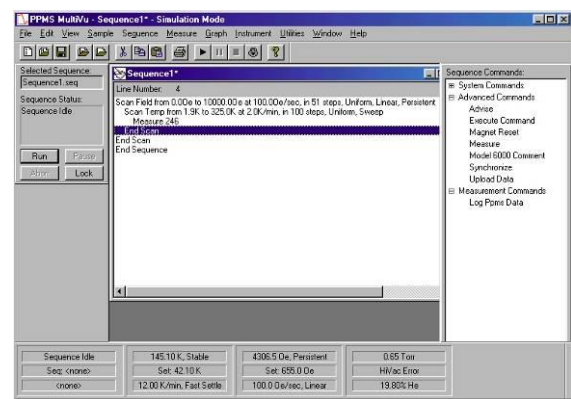 PPMS MultiVu - Sequence1* - Simulation Mode
File Edit View Sample Sequence Measure Graph Instrument Utilities Window Help
Selected Sequence:
Sequence1.seq
Sequence Status:
Sequence Idle
Run Pause
Abort Lock
Sequence1*
Line Number: 4
Scan Field from 0.0Oe to 10000.0Oe at 100.0Oe/sec, in 51 steps, Uniform, Linear, Persistent
Scan Temp from 1.9K to 325.0K at 2.0K/min, in 100 steps, Uniform, Sweep
Measure 246
End Scan
End Scan
End Sequence
Sequence Commands:
System Commands
Advanced Commands
Advise
Execute Command
Magnet Reset
Measure
Model 6000 Comment
Synchronize
Upload Data
Measurement Commands
Log Ppms Data
Sequence Idle 145.10 K, Stable 4306.5 Oe, Persistent 0.65 Torr
Seq: <none> Set: 42.10 K Set: 655.0 Oe HiVac Error
<none> 12.00 K/min, Fast Settle 100.0 Oe/sec, Linear 19.80% He